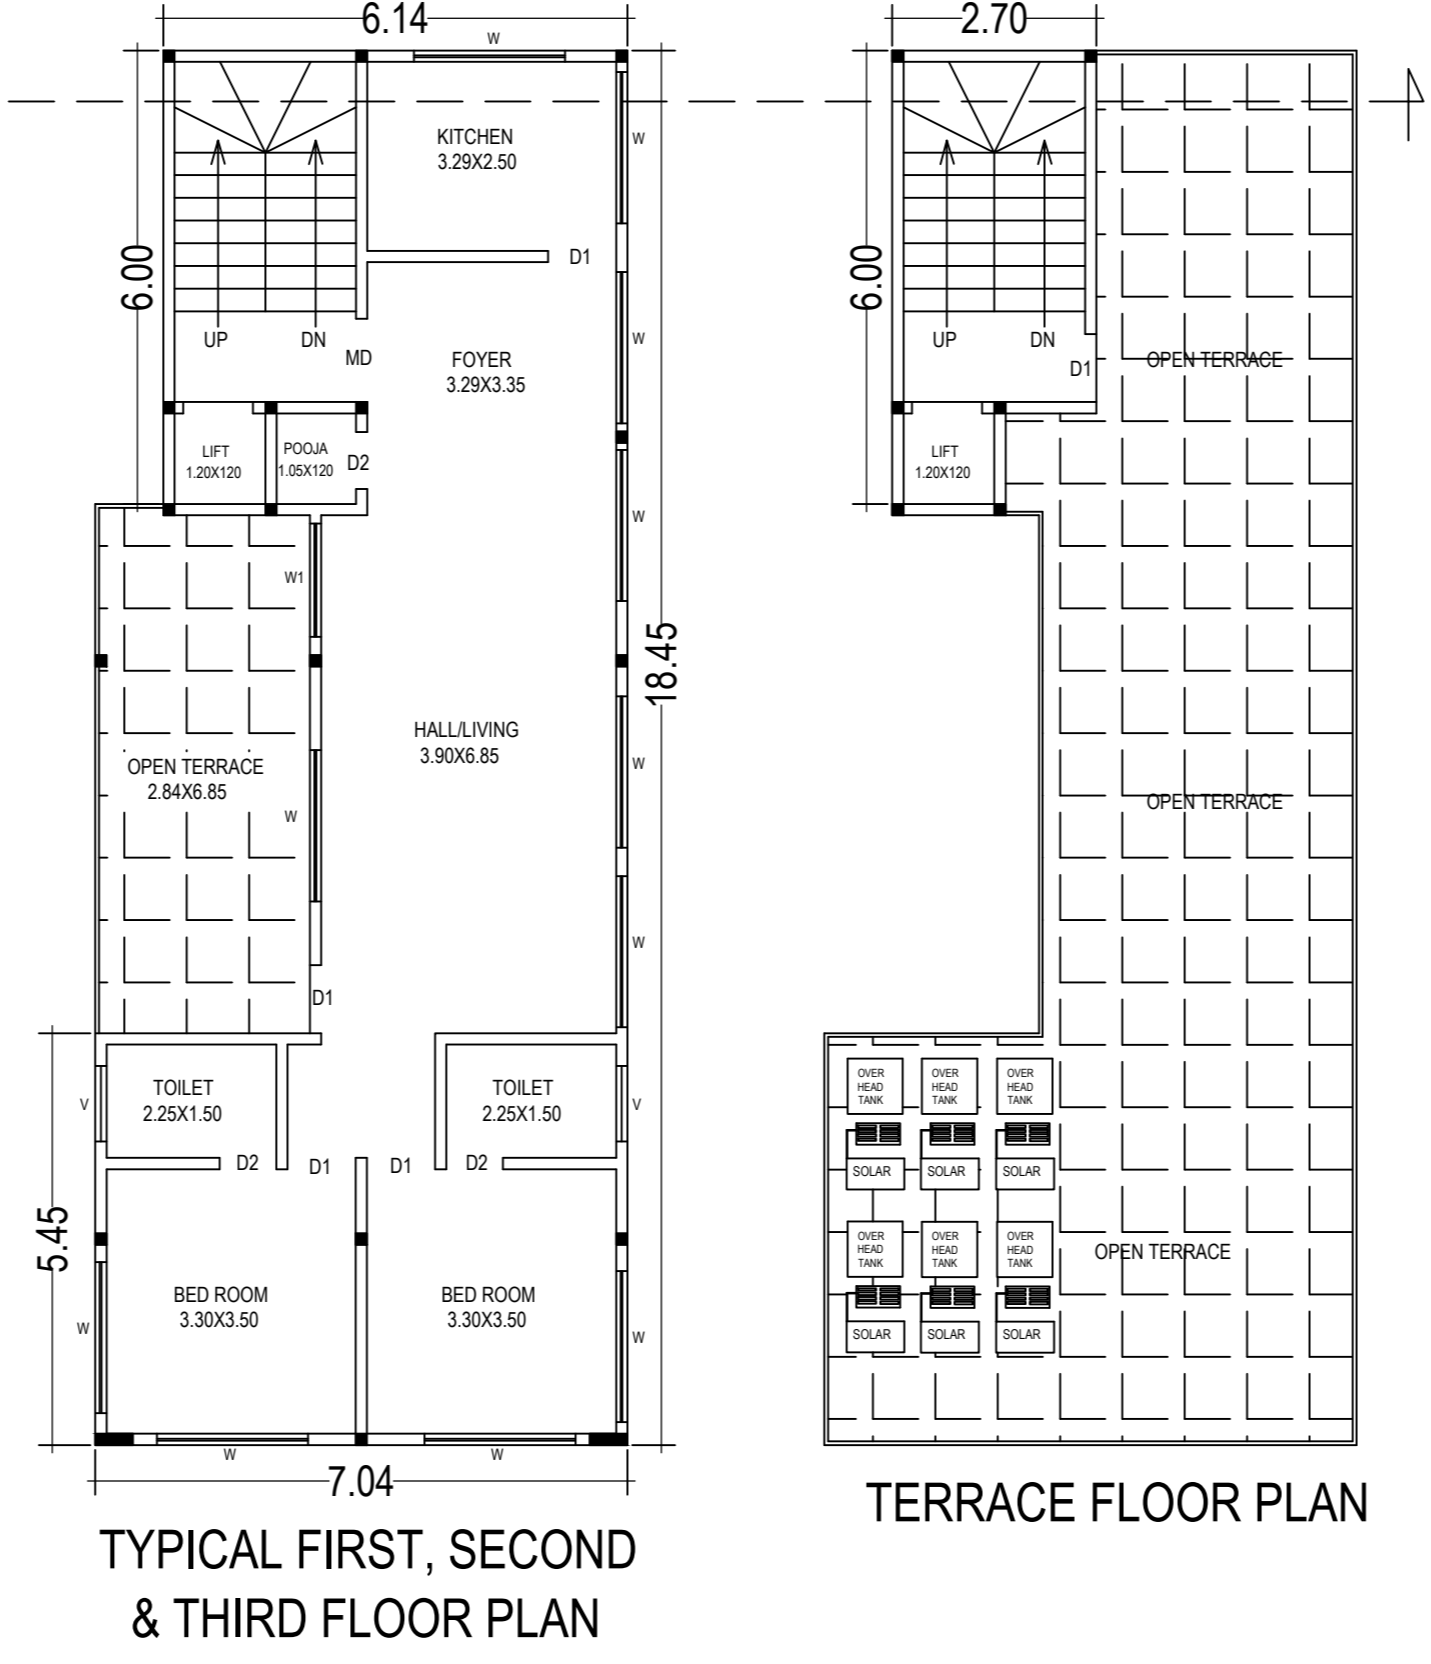 6.14
W
KITCHEN
3.29X2.50
W
D1
6.00
UP
DN
MD
FOYER
3.29X3.35
W
LIFT
1.20X120
POOJA
1.05X120
D2
W
W1
18.45
HALL/LIVING
3.90X6.85
W
OPEN TERRACE
2.84X6.85
W
W
D1
TOILET
2.25X1.50
TOILET
2.25X1.50
V
V
D2
D1
D1
D2
5.45
BED ROOM
3.30X3.50
BED ROOM
3.30X3.50
W
W
W
W
7.04
TYPICAL FIRST, SECOND
& THIRD FLOOR PLAN
2.70
6.00
UP
DN
D1
OPEN TERRACE
LIFT
1.20X120
OPEN TERRACE
OVER
HEAD
TANK
OVER
HEAD
TANK
OVER
HEAD
TANK
SOLAR
SOLAR
SOLAR
OVER
HEAD
TANK
OVER
HEAD
TANK
OVER
HEAD
TANK
OPEN TERRACE
SOLAR
SOLAR
SOLAR
TERRACE FLOOR PLAN